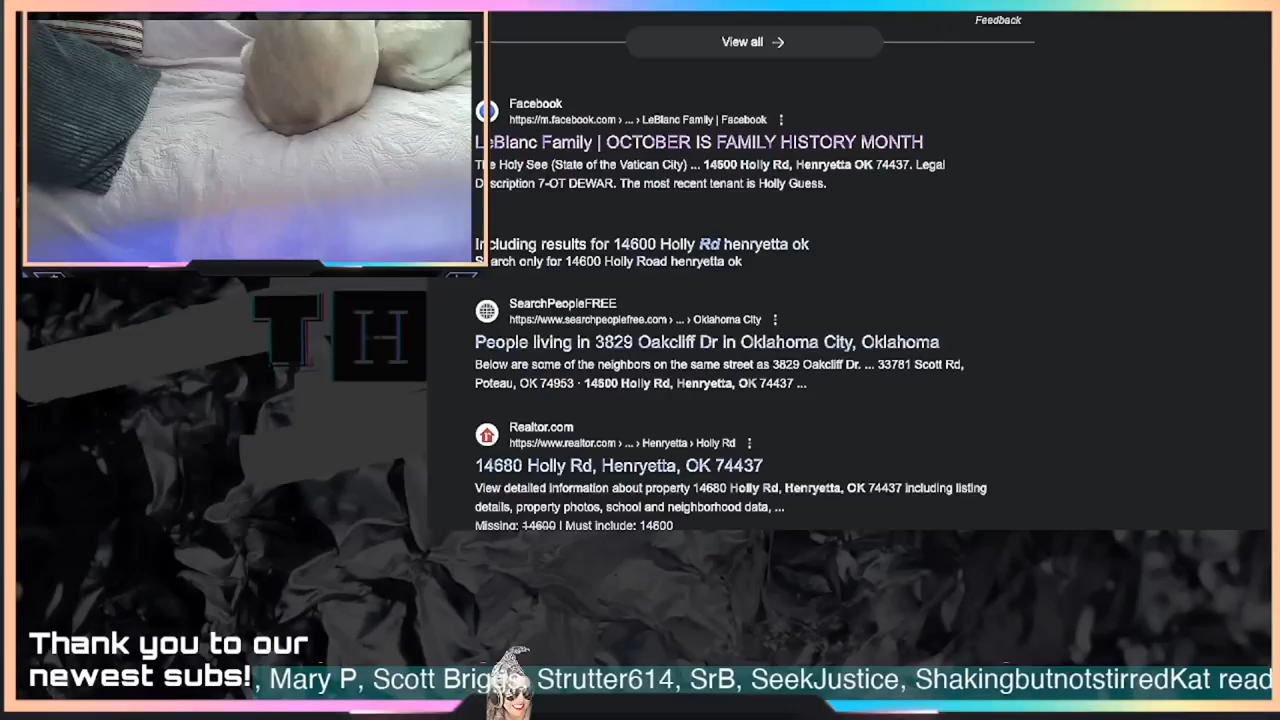 Feedback
View all
Facebook
https://m.facebook.com › ... › LeBlanc Family | Facebook
LeBlanc Family | OCTOBER IS FAMILY HISTORY MONTH
The Holy See (State of the Vatican City) ... 14500 Holly Rd, Henryetta OK 74437. Legal
Description 7-OT DEWAR. The most recent tenant is Holly Guess.
Including results for 14600 Holly Rd henryetta ok
Search only for 14600 Holly Road henryetta ok
SearchPeopleFREE
https://www.searchpeoplefree.com › ... › Oklahoma City
People living in 3829 Oakcliff Dr in Oklahoma City, Oklahoma
Below are some of the neighbors on the same street as 3829 Oakcliff Dr. ... 33781 Scott Rd,
Poteau, OK 74953 · 14500 Holly Rd, Henryetta, OK 74437 ...
TH
Realtor.com
https://www.realtor.com › ... › Henryetta › Holly Rd
14680 Holly Rd, Henryetta, OK 74437
View detailed information about property 14680 Holly Rd, Henryetta, OK 74437 including listing
details, property photos, school and neighborhood data, ...
Missing: 14600 | Must include: 14600
Thank you to our
newest subs!
, Mary P, Scott Briggs, Strutter614, SrB, SeekJustice, ShakingbutnotstirredKat read